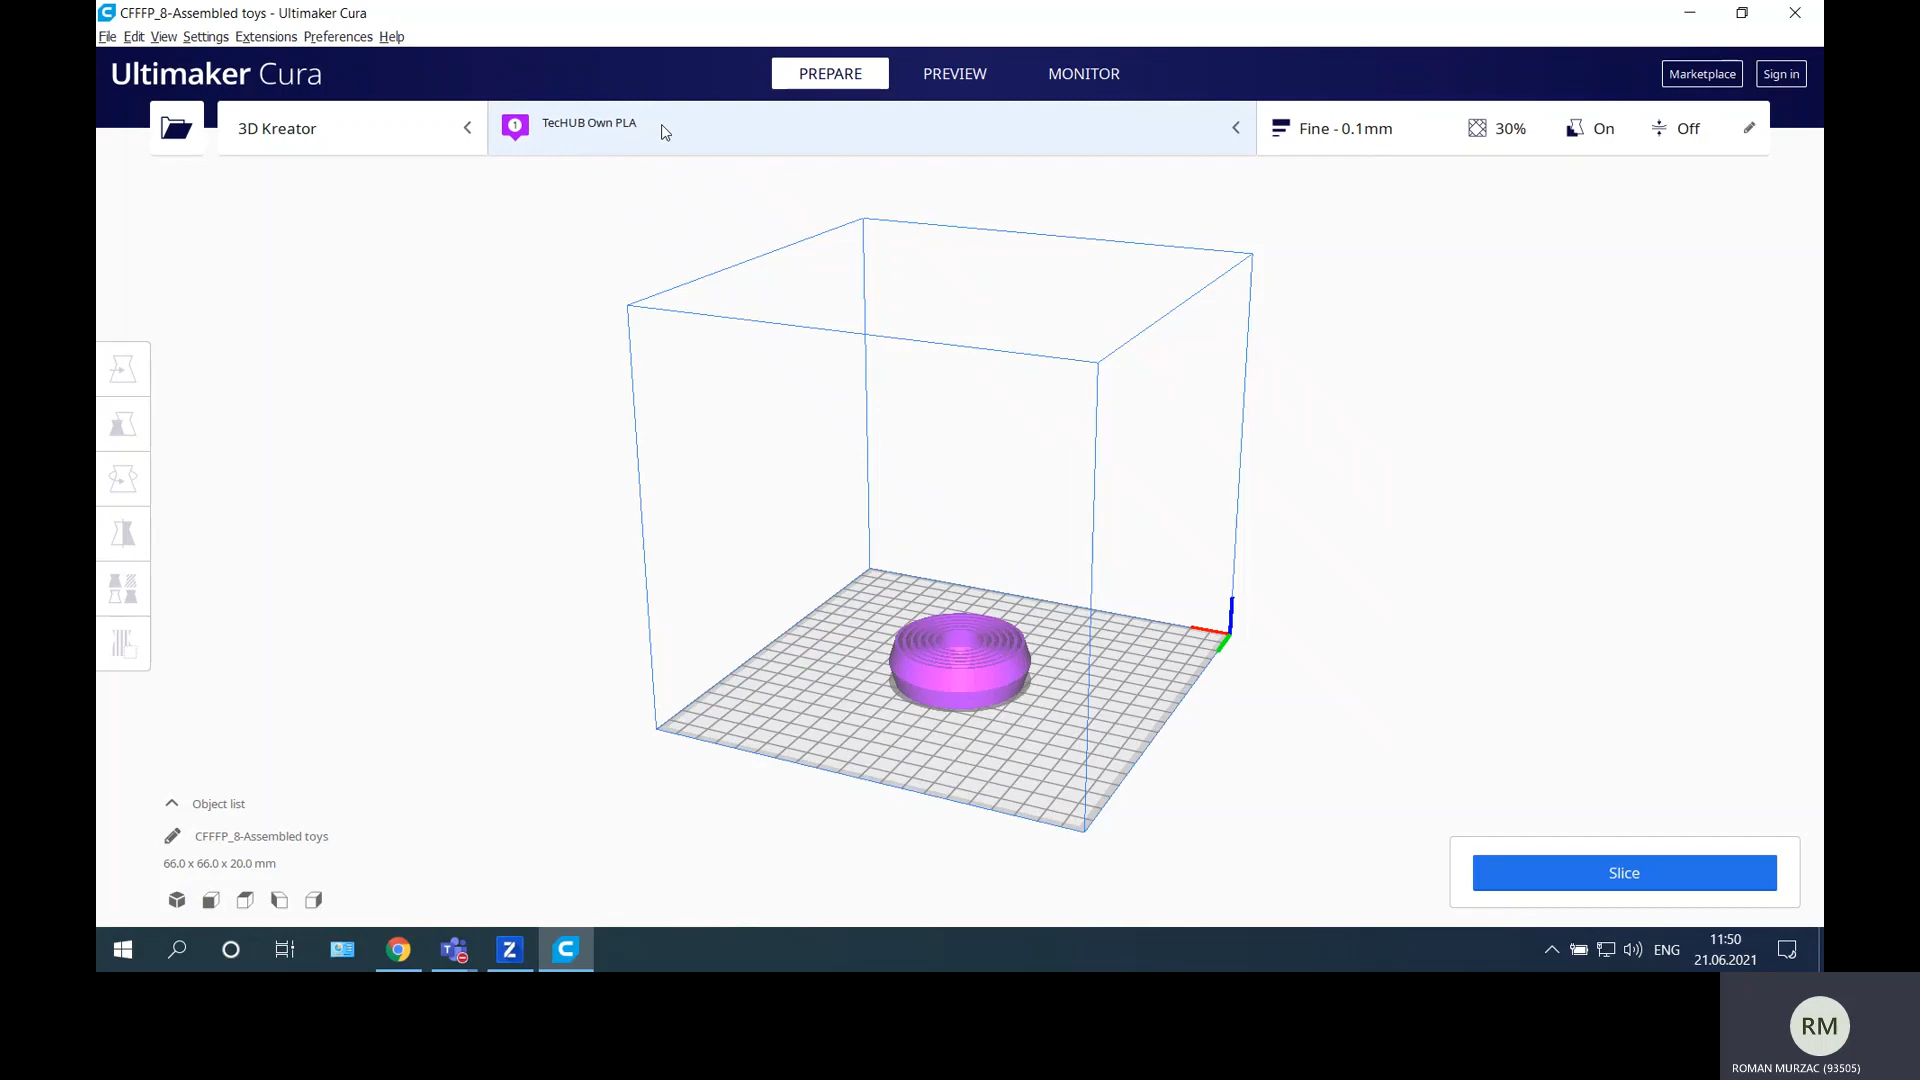 CFFFP_8-Assembled toys - Ultimaker Cura
File Edit View Settings Extensions Preferences Help
Ultimaker Cura
PREPARE
PREVIEW
MONITOR
Marketplace
Sign in
3D Kreator
1
TecHUB Own PLA
Fine - 0.1mm
30%
On
Off
Object list
CFFFP_8-Assembled toys
66.0 x 66.0 x 20.0 mm
Slice
Z
ENG
11:50
21.06.2021
RM
ROMAN MURZAC (93505)